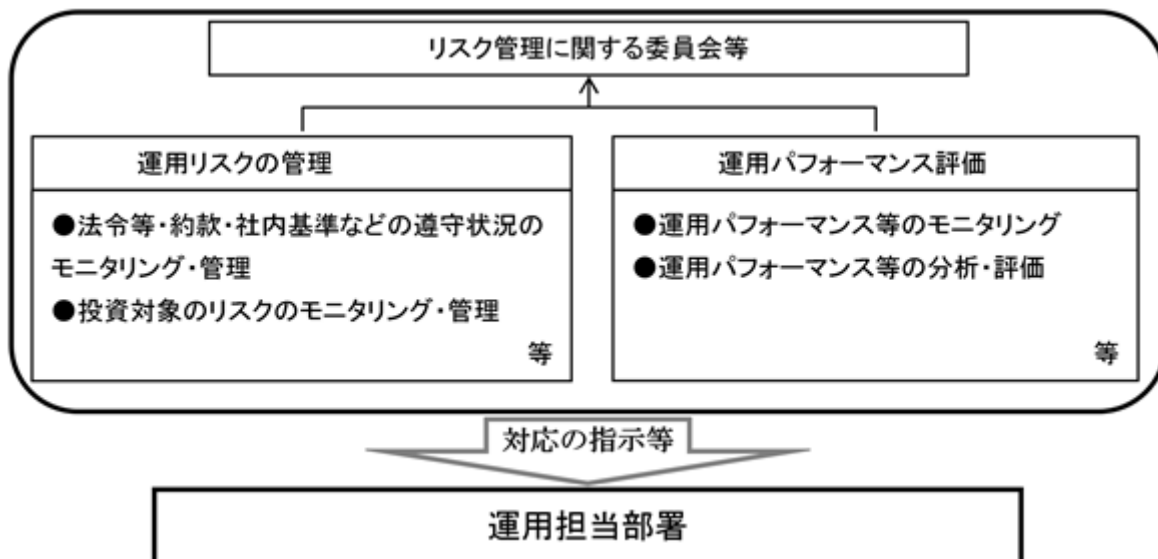 リスク管理に関する委員会等
運用リスクの管理
●法令等・約款・社内基準などの遵守状況の
モニタリング・管理
●投資対象のリスクのモニタリング・管理
等
運用パフォーマンス評価
●運用パフォーマンス等のモニタリング
●運用パフォーマンス等の分析・評価
等
対応の指示等
運用担当部署